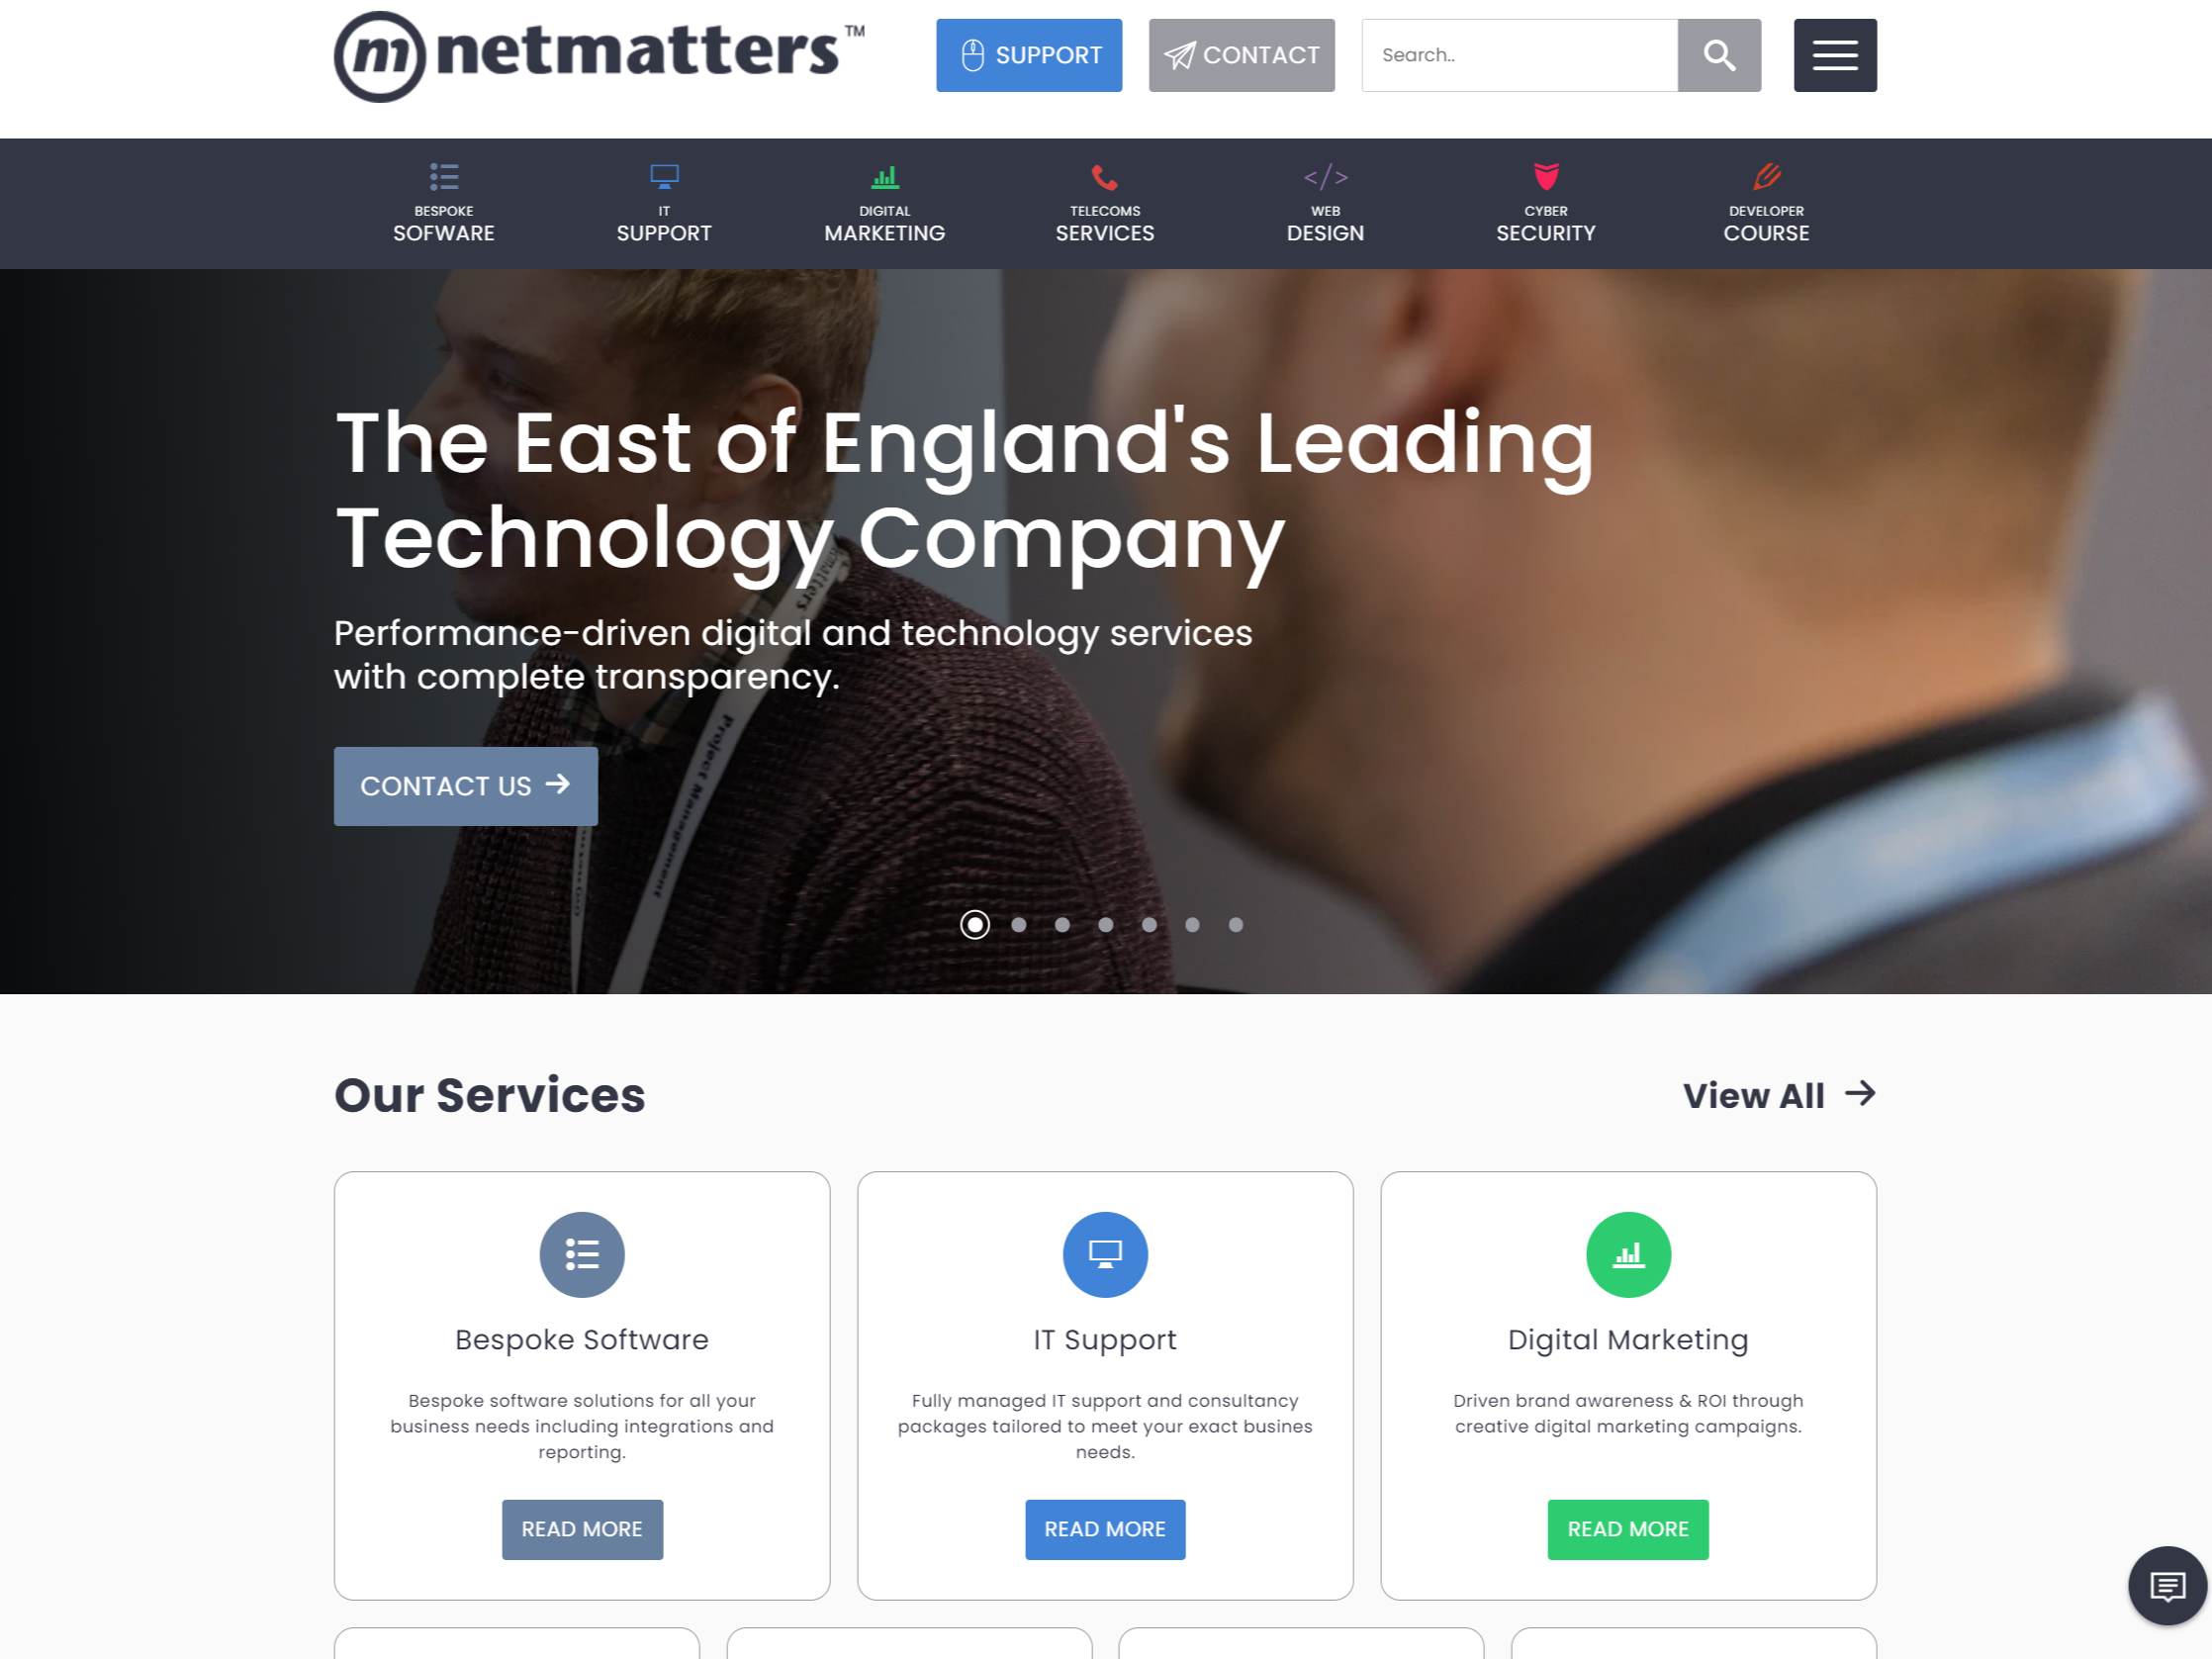 m netmatters™
SUPPORT
CONTACT
Search..
BESPOKE
SOFWARE
IT
SUPPORT
DIGITAL
MARKETING
TELECOMS
SERVICES
</>
WEB
DESIGN
CYBER
SECURITY
DEVELOPER
COURSE
The East of England's Leading
Technology Company
Performance-driven digital and technology services
with complete transparency.
Project Management
CONTACT US
Our Services
View All
Bespoke Software
Bespoke software solutions for all your
business needs including integrations and
reporting.
READ MORE
IT Support
Fully managed IT support and consultancy
packages tailored to meet your exact busines
needs.
READ MORE
Digital Marketing
Driven brand awareness & ROI through
creative digital marketing campaigns.
READ MORE